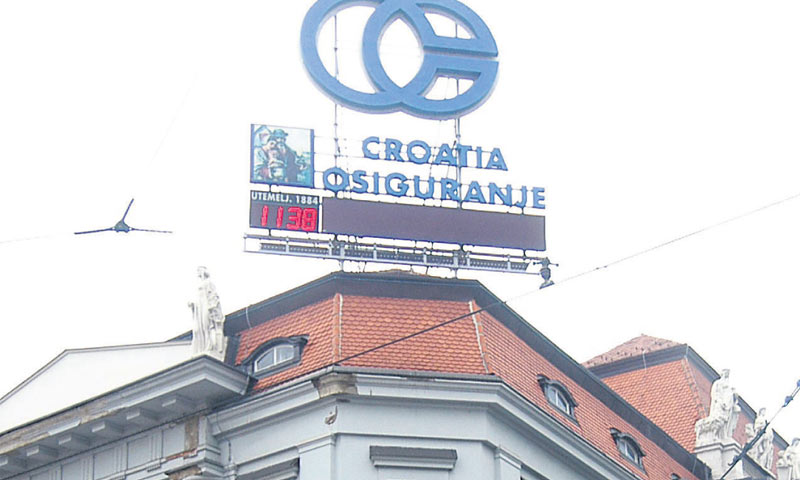 CROATIA
OSIGURANJE
UTEMELJ. 1884
1138